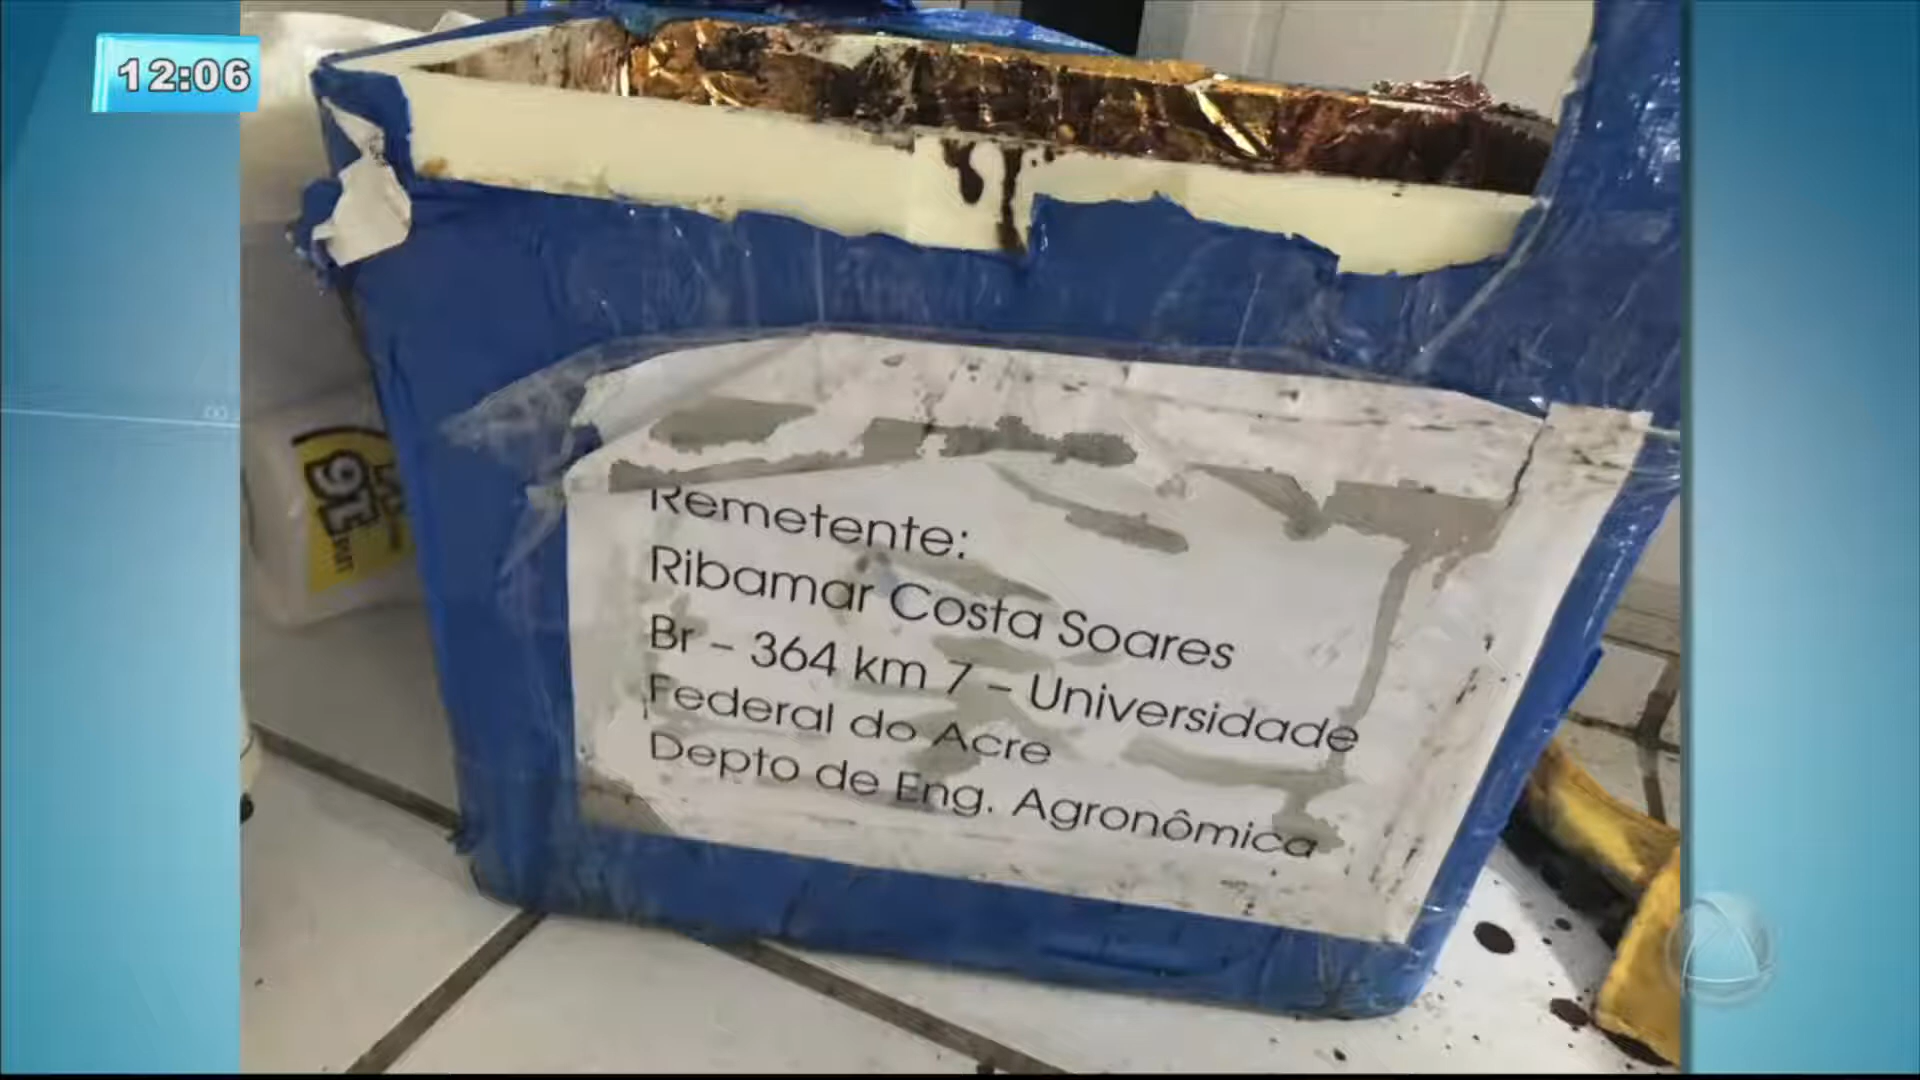 12:06
Remetente:
Ribamar Costa Soares
Br – 364 km 7 – Universidade
Federal do Acre
Depto de Eng. Agronômica